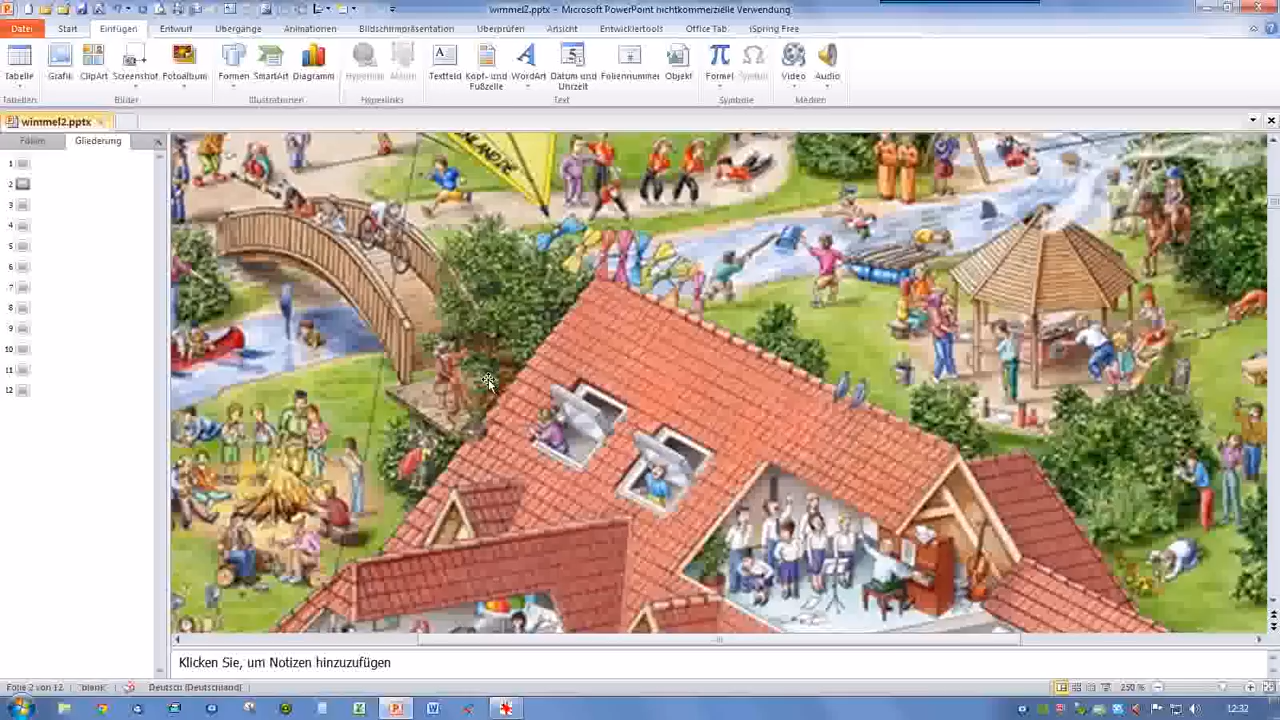 wimmel2.pptx – Microsoft PowerPoint nichtkommerzielle Verwendung
Datei Start Einfügen Entwurf Übergänge Animationen Bildschirmpräsentation Überprüfen Ansicht Entwicklertools Office Tab iSpring Free
Tabelle Grafik ClipArt Screenshot Fotoalbum Formen SmartArt Diagramm Hyperlink Aktion Textfeld Kopf- und Fußzeile WordArt Datum und Uhrzeit Foliennummer Objekt Formel Symbol Video Audio
Tabellen Bilder Illustrationen Hyperlinks Text Symbole Medien
wimmel2.pptx
Folien Gliederung
1
2
3
4
5
6
7
8
9
10
11
12
Klicken Sie, um Notizen hinzuzufügen
Folie 2 von 12 "blank" Deutsch (Deutschland) 250 %
12:32